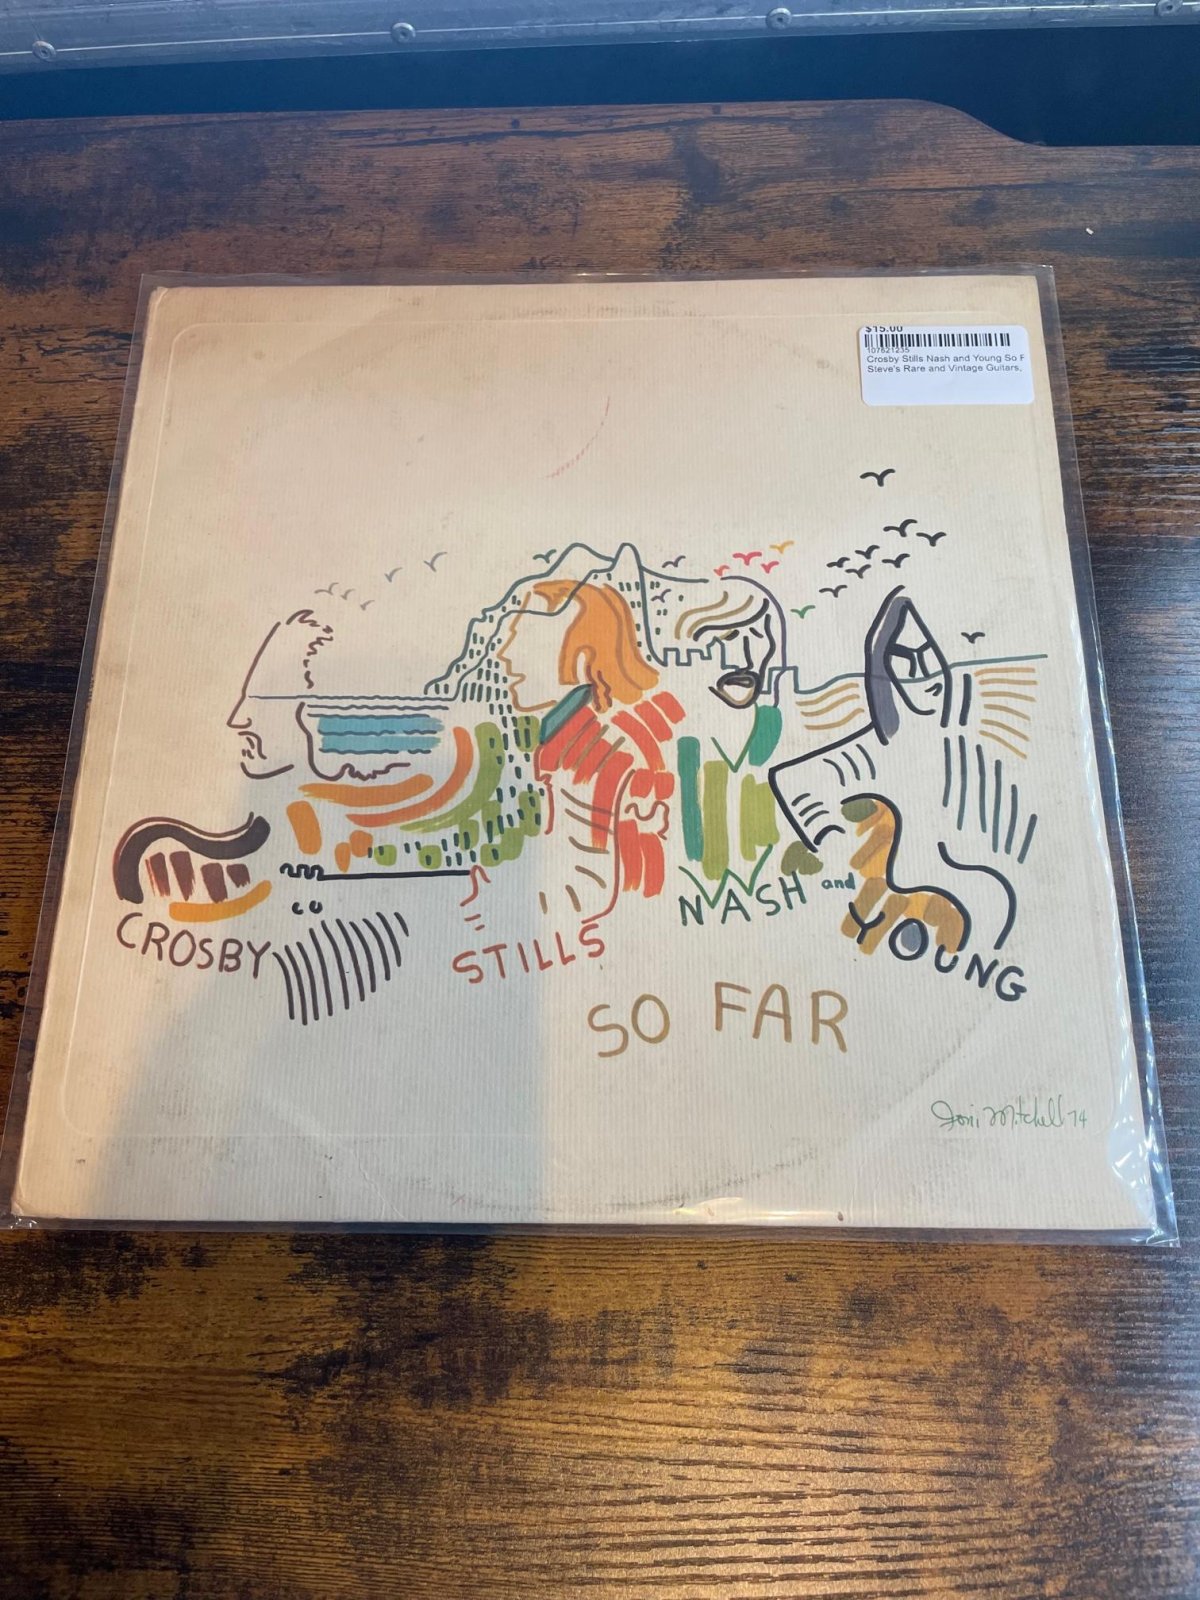 $15.00
107621235
Crosby Stills Nash and Young So F
Steve's Rare and Vintage Guitars,
CROSBY
STILLS
NASH and
YOUNG
SO FAR
Joni Mitchell 74